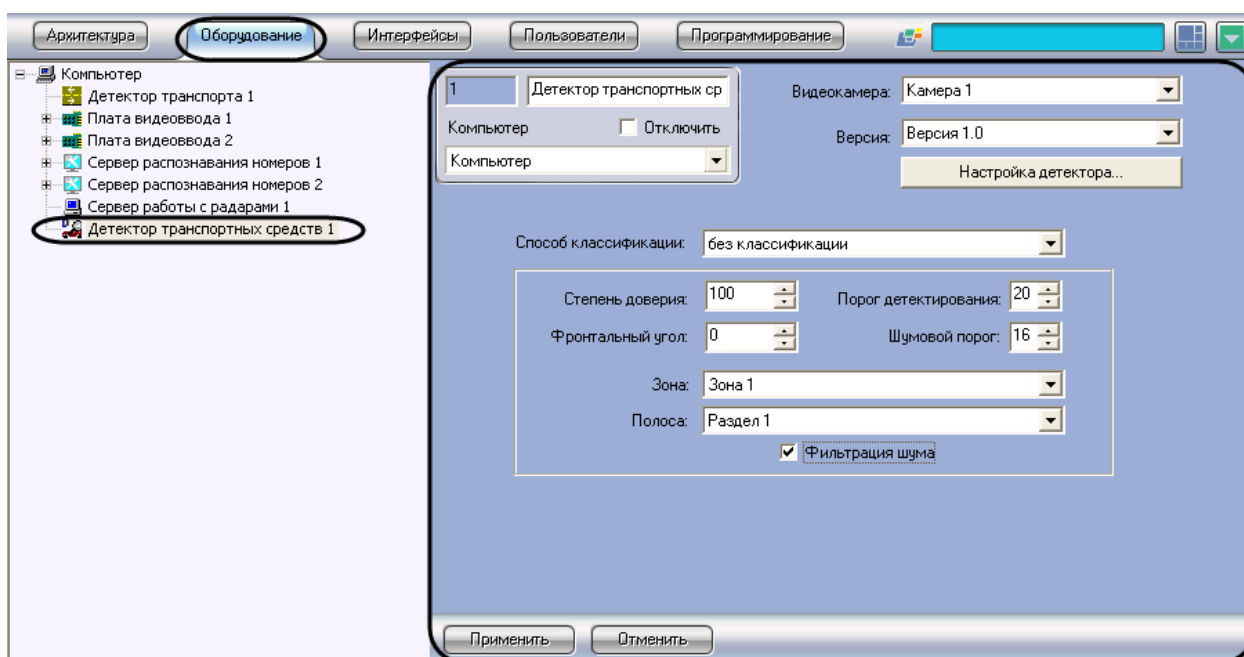 Архитектура Оборудование Интерфейсы Пользователи Программирование
Компьютер
Детектор транспорта 1
Плата видеоввода 1
Плата видеоввода 2
Сервер распознавания номеров 1
Сервер распознавания номеров 2
Сервер работы с радарами 1
Детектор транспортных средств 1
1 Детектор транспортных ср
Компьютер Отключить
Компьютер
Видеокамера: Камера 1
Версия: Версия 1.0
Настройка детектора...
Способ классификации: без классификации
Степень доверия: 100 Порог детектирования: 20
Фронтальный угол: 0 Шумовой порог: 16
Зона: Зона 1
Полоса: Раздел 1
Фильтрация шума
Применить Отменить